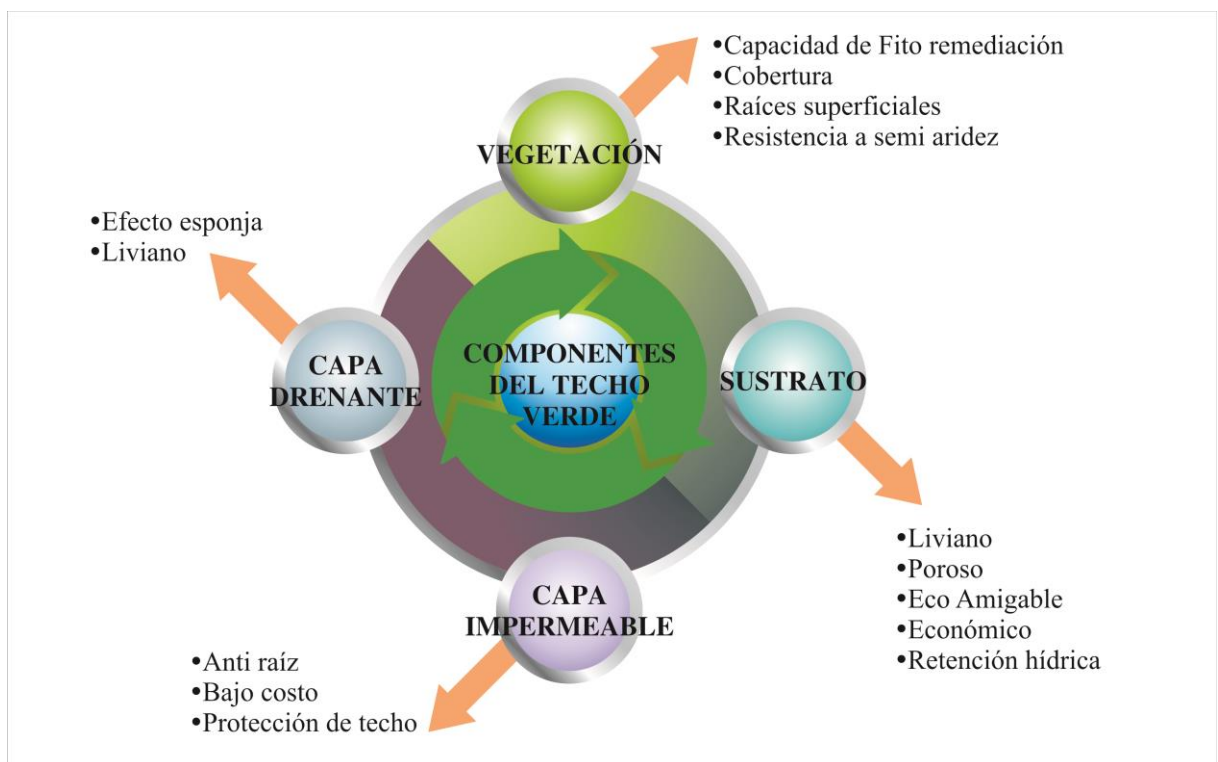 •Capacidad de Fito remediación
•Cobertura
•Raíces superficiales
•Resistencia a semi aridez
VEGETACIÓN
•Efecto esponja
•Liviano
CAPA
DRENANTE
COMPONENTES
DEL TECHO
VERDE
SUSTRATO
•Liviano
•Poroso
•Eco Amigable
•Económico
•Retención hídrica
CAPA
IMPERMEABLE
•Anti raíz
•Bajo costo
•Protección de techo